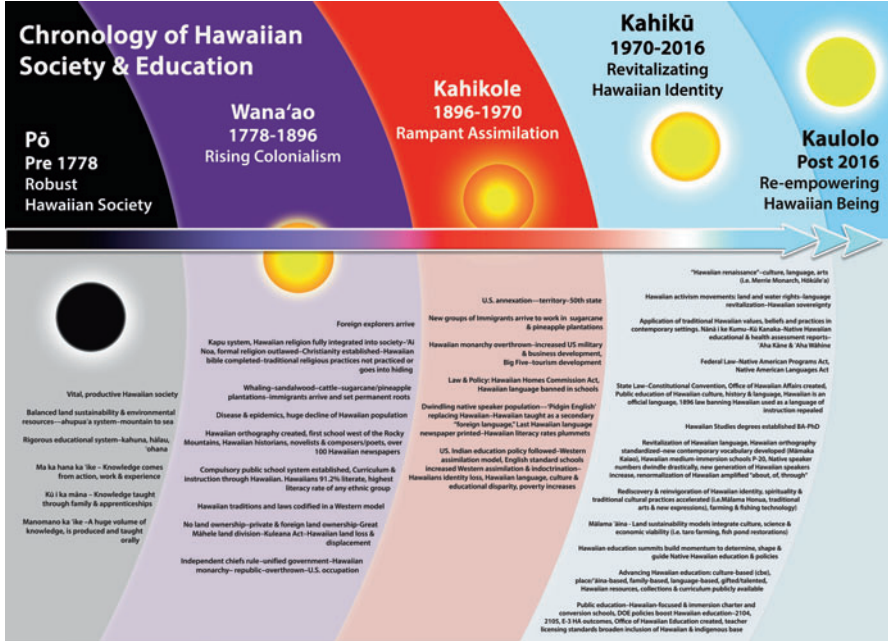 Chronology of Hawaiian
Society & Education
Pō
Pre 1778
Robust
Hawaiian Society
Wana‘ao
1778-1896
Rising Colonialism
Kahikole
1896-1970
Rampant Assimilation
Kahikū
1970-2016
Revitalizating
Hawaiian Identity
Kaulolo
Post 2016
Re-empowering
Hawaiian Being
Vital, productive Hawaiian society
Balanced land sustainability & environmental
resources—ahupua‘a system—mountain to sea
Rigorous educational system–kahuna, hālau,
‘ohana
Ma ka hana ka ‘ike – Knowledge comes
from action, work & experience
Kū i ka māna – Knowledge taught
through family & apprenticeships
Manomano ka ‘ike –A huge volume of
knowledge, is produced and taught
orally
Foreign explorers arrive
Kapu system, Hawaiian religion fully integrated into society–‘Ai
Noa, formal religion outlawed–Christianity established–Hawaiian
bible completed–traditional religious practices not practiced or
goes into hiding
Whaling–sandalwood–cattle–sugarcane/pineapple
plantations–immigrants arrive and set permanent roots
Disease & epidemics, huge decline of Hawaiian population
Hawaiian orthography created, first school west of the Rocky
Mountains, Hawaiian historians, novelists & composers/poets, over
100 Hawaiian newspapers
Compulsory public school system established, Curriculum &
instruction through Hawaiian. Hawaiians 91.2% literate, highest
literacy rate of any ethnic group
Hawaiian traditions and laws codified in a Western model
No land ownership–private & foreign land ownership-Great
Māhele land division–Kuleana Act–Hawaiian land loss &
displacement
Independent chiefs rule–unified government–Hawaiian
monarchy– republic–overthrown–U.S. occupation
U.S. annexation—territory–50th state
New groups of Immigrants arrive to work in sugarcane
& pineapple plantations
Hawaiian monarchy overthrown–increased US military
& business development,
Big Five–tourism development
Law & Policy: Hawaiian Homes Commission Act,
Hawaiian language banned in schools
Dwindling native speaker population—‘Pidgin English’
replacing Hawaiian–Hawaiian taught as a secondary
“foreign language,” Last Hawaiian language
newspaper printed–Hawaiian literacy rates plummets
US. Indian education policy followed–Western
assimilation model, English standard schools
increased Western assimilation & indoctrination–
Hawaiians identity loss, Hawaiian language, culture &
educational disparity, poverty increases
“Hawaiian renaissance”–culture, language, arts
(i.e. Merrie Monarch, Hōkūle‘a)
Hawaiian activism movements: land and water rights–language
revitalization–Hawaiian sovereignty
Application of traditional Hawaiian values, beliefs and practices in
contemporary settings. Nānā i ke Kumu–Kū Kanaka–Native Hawaiian
educational & health assessment reports–
‘Aha Kāne & ‘Aha Wāhine
Federal Law–Native American Programs Act,
Native American Languages Act
State Law–Constitutional Convention, Office of Hawaiian Affairs created,
Public education of Hawaiian culture, history & language, Hawaiian is an
official language, 1896 law banning Hawaiian used as a language of
instruction repealed
Hawaiian Studies degrees established BA-PhD
Revitalization of Hawaiian language, Hawaiian orthography
standardized–new contemporary vocabulary developed (Māmaka
Kaiao), Hawaiian medium-immersion schools P-20, Native speaker
numbers dwindle drastically, new generation of Hawaiian speakers
increase, renormalization of Hawaiian amplified “about, of, through”
Rediscovery & reinvigoration of Hawaiian identity, spirituality &
traditional cultural practices accelerated (i.e.Mālama Honua, traditional
arts & new expressions), farming & fishing technology)
Mālama ‘āina - Land sustainability models integrate culture, science &
economic viability (i.e. taro farming, fish pond restorations)
Hawaiian education summits build momentum to determine, shape &
guide Native Hawaiian education & policies
Advancing Hawaiian education: culture-based (cbe),
place/‘āina-based, family-based, language-based, gifted/talented,
Hawaiian resources, collections & curriculum publicly available
Public education–Hawaiian-focused & immersion charter and
conversion schools, DOE policies boost Hawaiian education–2104,
2105, E-3 HA outcomes, Office of Hawaiian Education created, teacher
licensing standards broaden inclusion of Hawaiian & indigenous base